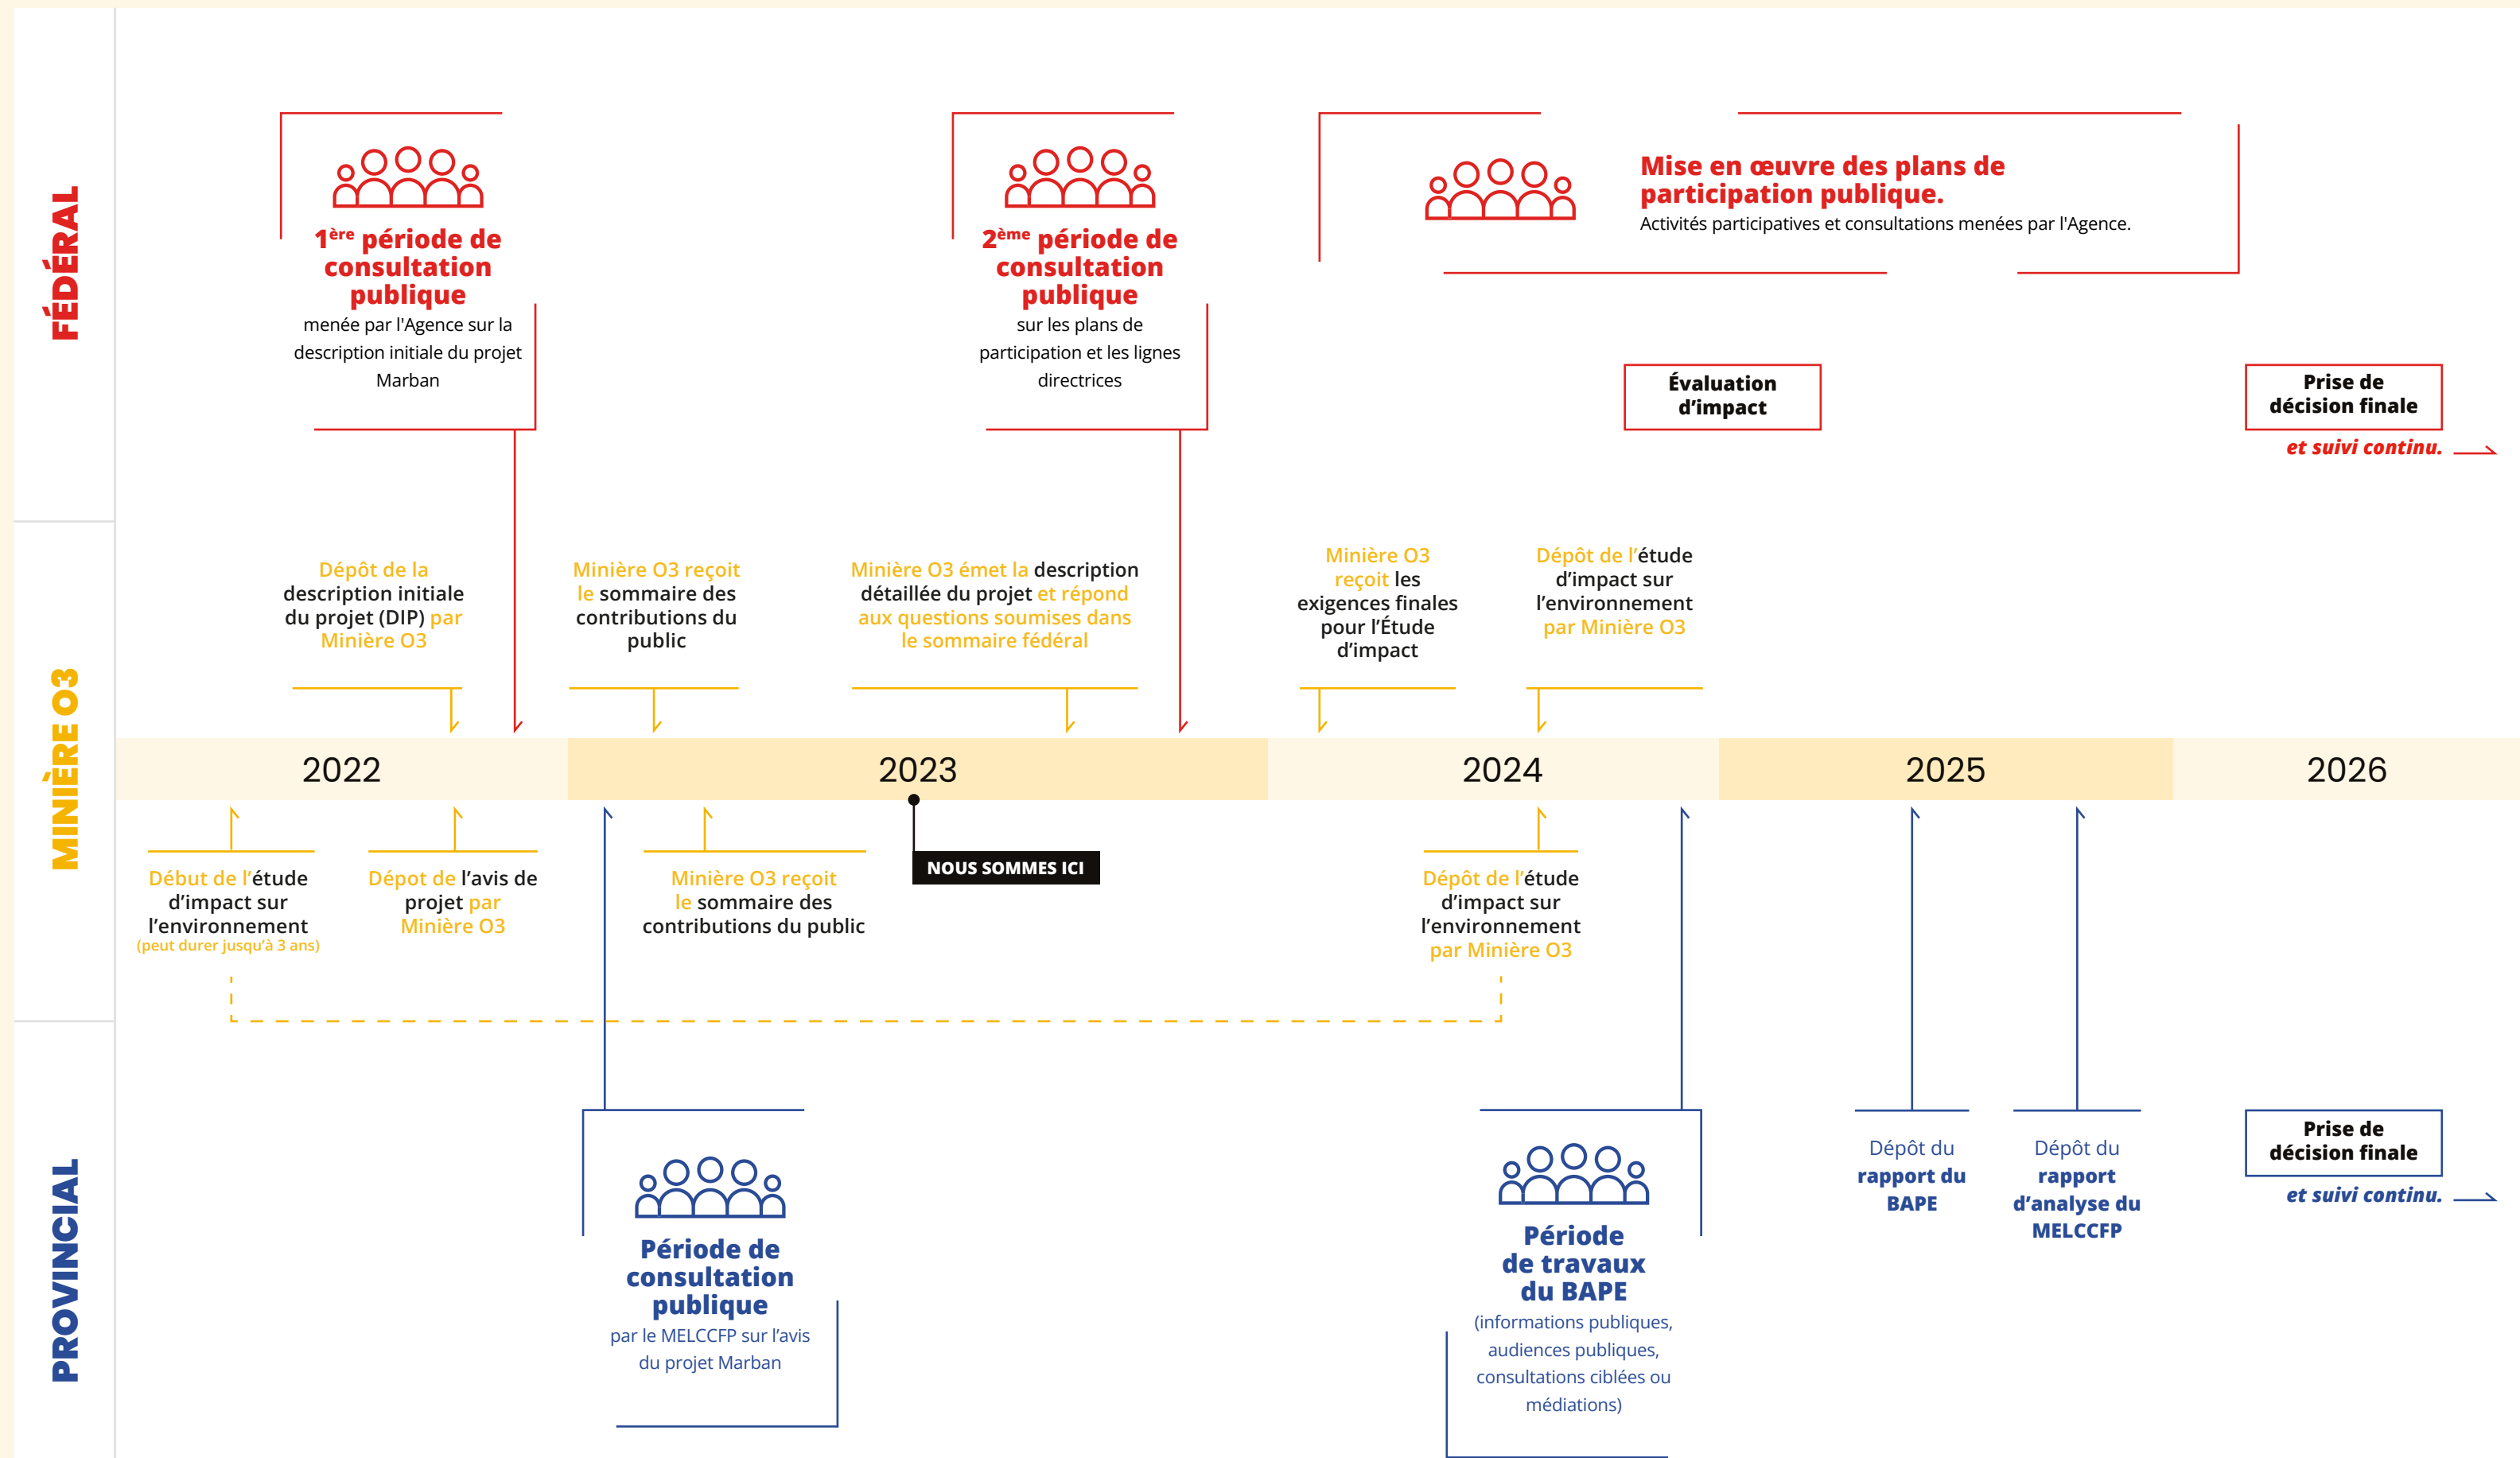 FÉDÉRAL
1ère période de
consultation
publique
menée par l'Agence sur la
description initiale du projet
Marban
2ème période de
consultation
publique
sur les plans de
participation et les lignes
directrices
Mise en œuvre des plans de
participation publique.
Activités participatives et consultations menées par l'Agence.
Évaluation
d’impact
Prise de
décision finale
et suivi continu.
MINIÈRE O3
Dépôt de la
description initiale
du projet (DIP) par
Minière O3
Minière O3 reçoit
le sommaire des
contributions du
public
Minière O3 émet la description
détaillée du projet et répond
aux questions soumises dans
le sommaire fédéral
Minière O3
reçoit les
exigences finales
pour l’Étude
d’impact
Dépôt de l’étude
d’impact sur
l’environnement
par Minière O3
2022
2023
2024
2025
2026
NOUS SOMMES ICI
Début de l’étude
d’impact sur
l’environnement
(peut durer jusqu’à 3 ans)
Dépot de l’avis de
projet par
Minière O3
Minière O3 reçoit
le sommaire des
contributions du public
Dépôt de l’étude
d’impact sur
l’environnement
par Minière O3
PROVINCIAL
Période de
consultation
publique
par le MELCCFP sur l’avis
du projet Marban
Période
de travaux
du BAPE
(informations publiques,
audiences publiques,
consultations ciblées ou
médiations)
Dépôt du
rapport du
BAPE
Dépôt du
rapport
d’analyse du
MELCCFP
Prise de
décision finale
et suivi continu.